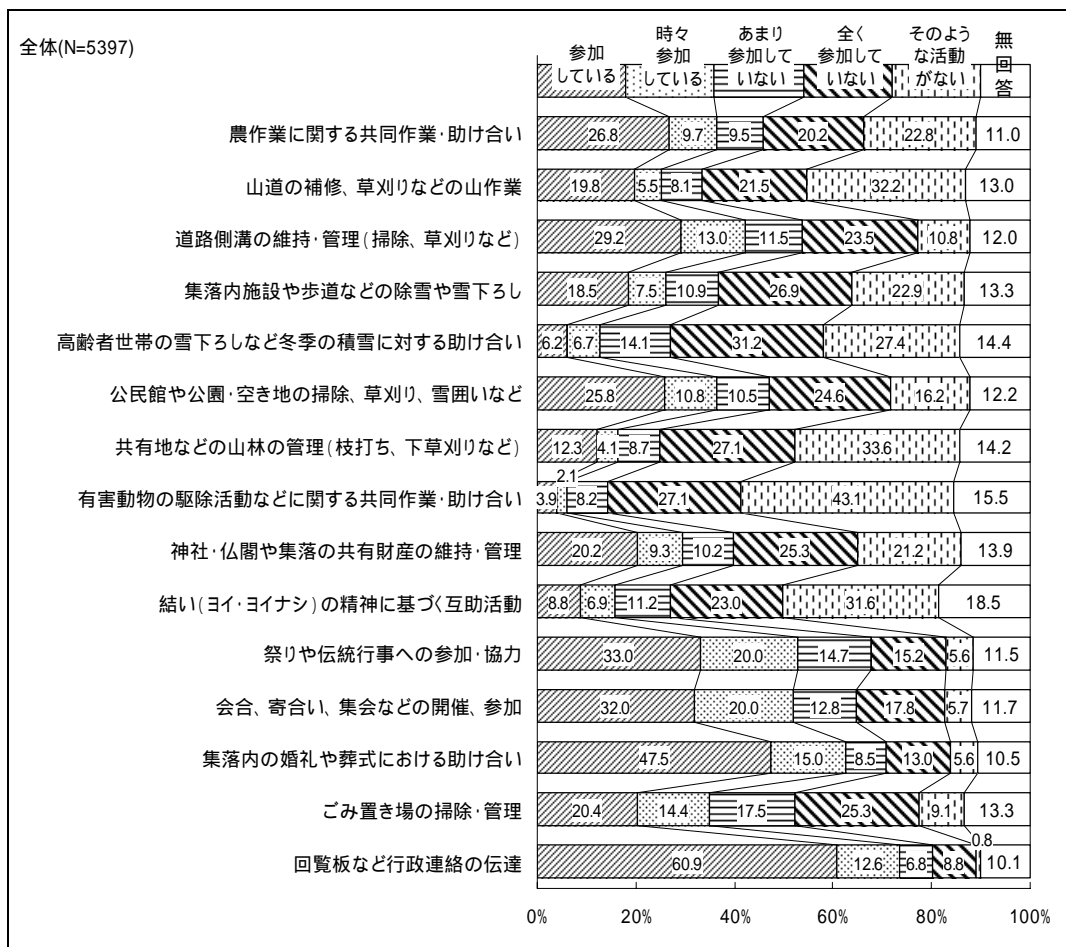 全体(N=5397)
参加
している
時々
参加
している
あまり
参加して
いない
全く
参加して
いない
そのよう
な活動
がない
無
回
答
農作業に関する共同作業・助け合い 26.8 9.7 9.5 20.2 22.8 11.0
山道の補修、草刈りなどの山作業 19.8 5.5 8.1 21.5 32.2 13.0
道路側溝の維持・管理(掃除、草刈りなど) 29.2 13.0 11.5 23.5 10.8 12.0
集落内施設や歩道などの除雪や雪下ろし 18.5 7.5 10.9 26.9 22.9 13.3
高齢者世帯の雪下ろしなど冬季の積雪に対する助け合い 6.2 6.7 14.1 31.2 27.4 14.4
公民館や公園・空き地の掃除、草刈り、雪囲いなど 25.8 10.8 10.5 24.6 16.2 12.2
共有地などの山林の管理(枝打ち、下草刈りなど) 12.3 4.1 8.7 27.1 33.6 14.2
有害動物の駆除活動などに関する共同作業・助け合い 3.9 2.1 8.2 27.1 43.1 15.5
神社・仏閣や集落の共有財産の維持・管理 20.2 9.3 10.2 25.3 21.2 13.9
結い(ヨイ・ヨイナシ)の精神に基づく互助活動 8.8 6.9 11.2 23.0 31.6 18.5
祭りや伝統行事への参加・協力 33.0 20.0 14.7 15.2 5.6 11.5
会合、寄合い、集会などの開催、参加 32.0 20.0 12.8 17.8 5.7 11.7
集落内の婚礼や葬式における助け合い 47.5 15.0 8.5 13.0 5.6 10.5
ごみ置き場の掃除・管理 20.4 14.4 17.5 25.3 9.1 13.3
回覧板など行政連絡の伝達 60.9 12.6 6.8 8.8 0.8 10.1
0% 20% 40% 60% 80% 100%